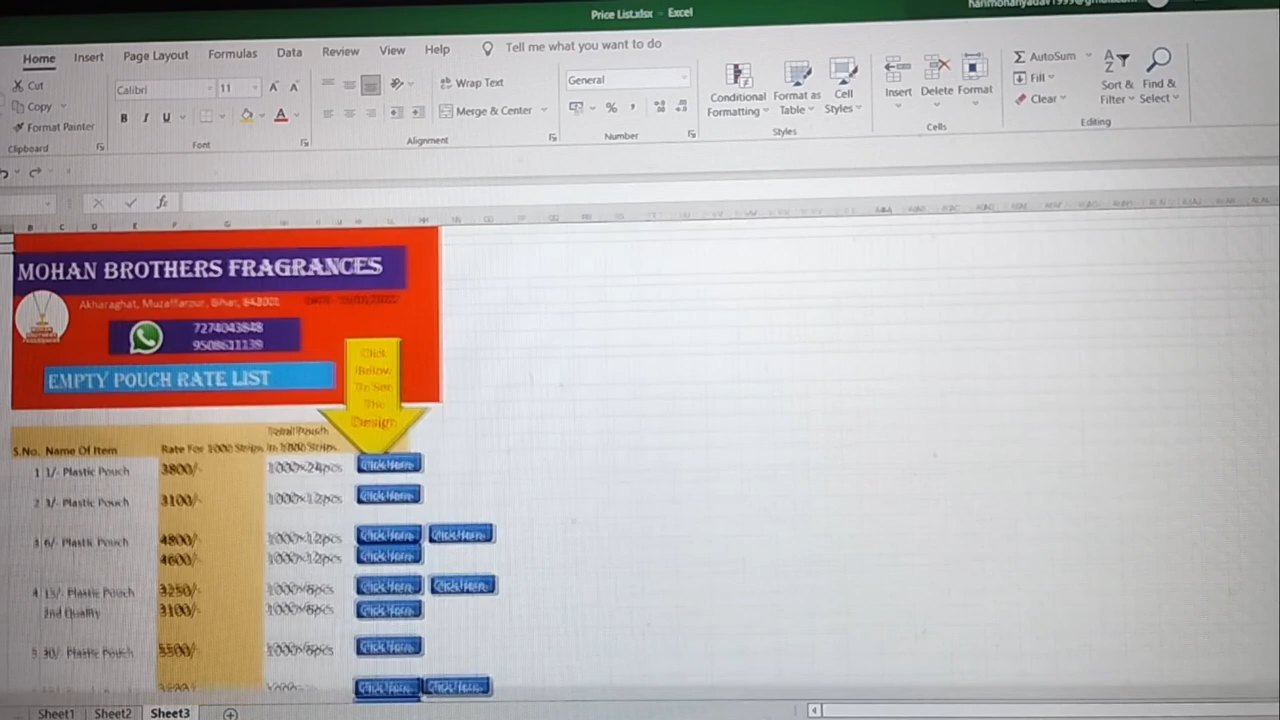 Price List.xlsx - Excel
Home Insert Page Layout Formulas Data Review View Help Tell me what you want to do
Cut
Copy
Format Painter
Clipboard
Calibri 11
B I U
Font
Wrap Text
Merge & Center
Alignment
General
Number
Conditional Formatting
Format as Table
Cell Styles
Styles
Insert Delete Format
Cells
AutoSum
Fill
Clear
Sort & Filter
Find & Select
Editing
fx
MOHAN BROTHERS FRAGRANCES
Akharaghat, Muzaffarpur, Bihar, 842001
7274043848
9508611139
EMPTY POUCH RATE LIST
Click
Below
To See
The
Design
S.No. Name Of Item Rate For 1000 Strips Retail Pouch In 1000 Strips
1 1/- Plastic Pouch 3800/- 1000×24pcs Click Here
2 3/- Plastic Pouch 3100/- 1000×12pcs Click Here
3 6/- Plastic Pouch 4800/- 1000×12pcs Click Here Click Here
4600/- 1000×12pcs Click Here
4 15/- Plastic Pouch 3250/- 1000×6pcs Click Here Click Here
2nd Quality 3100/- 1000×6pcs Click Here
5 30/- Plastic Pouch 5500/- 1000×6pcs Click Here
Click Here Click Here
Sheet1 Sheet2 Sheet3